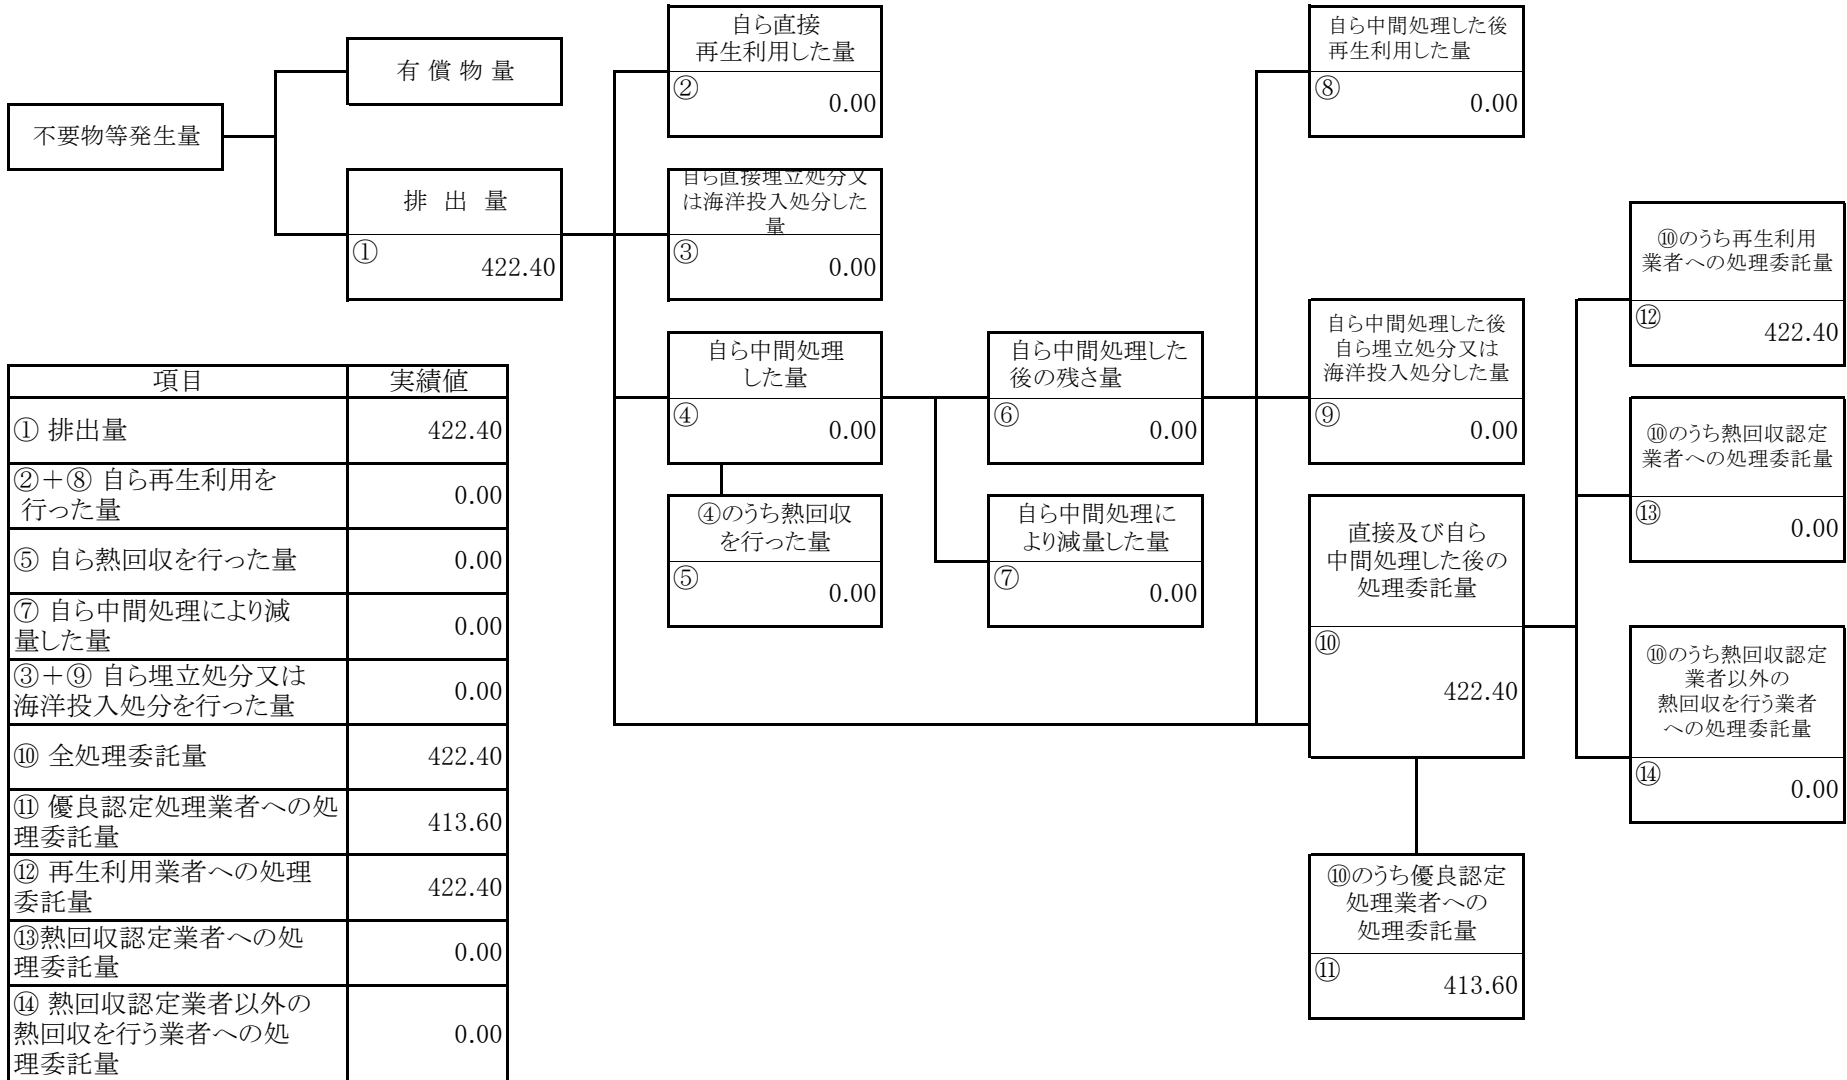 不要物等発生量
有 償 物 量
排 出 量
①
422.40
自ら直接
再生利用した量
②
0.00
自ら直接埋立処分又
は海洋投入処分した
量
③
0.00
自ら中間処理
した量
④
0.00
④のうち熱回収
を行った量
⑤
0.00
自ら中間処理した
後の残さ量
⑥
0.00
自ら中間処理に
より減量した量
⑦
0.00
自ら中間処理した後
再生利用した量
⑧
0.00
自ら中間処理した後
自ら埋立処分又は
海洋投入処分した量
⑨
0.00
直接及び自ら
中間処理した後の
処理委託量
⑩
422.40
⑩のうち優良認定
処理業者への
処理委託量
⑪
413.60
⑩のうち再生利用
業者への処理委託量
⑫
422.40
⑩のうち熱回収認定
業者への処理委託量
⑬
0.00
⑩のうち熱回収認定
業者以外の
熱回収を行う業者
への処理委託量
⑭
0.00
項目 実績値
① 排出量 422.40
②＋⑧ 自ら再生利用を
行った量 0.00
⑤ 自ら熱回収を行った量 0.00
⑦ 自ら中間処理により減
量した量 0.00
③＋⑨ 自ら埋立処分又は
海洋投入処分を行った量 0.00
⑩ 全処理委託量 422.40
⑪ 優良認定処理業者への処
理委託量 413.60
⑫ 再生利用業者への処理
委託量 422.40
⑬熱回収認定業者への処
理委託量 0.00
⑭ 熱回収認定業者以外の
熱回収を行う業者への処
理委託量 0.00